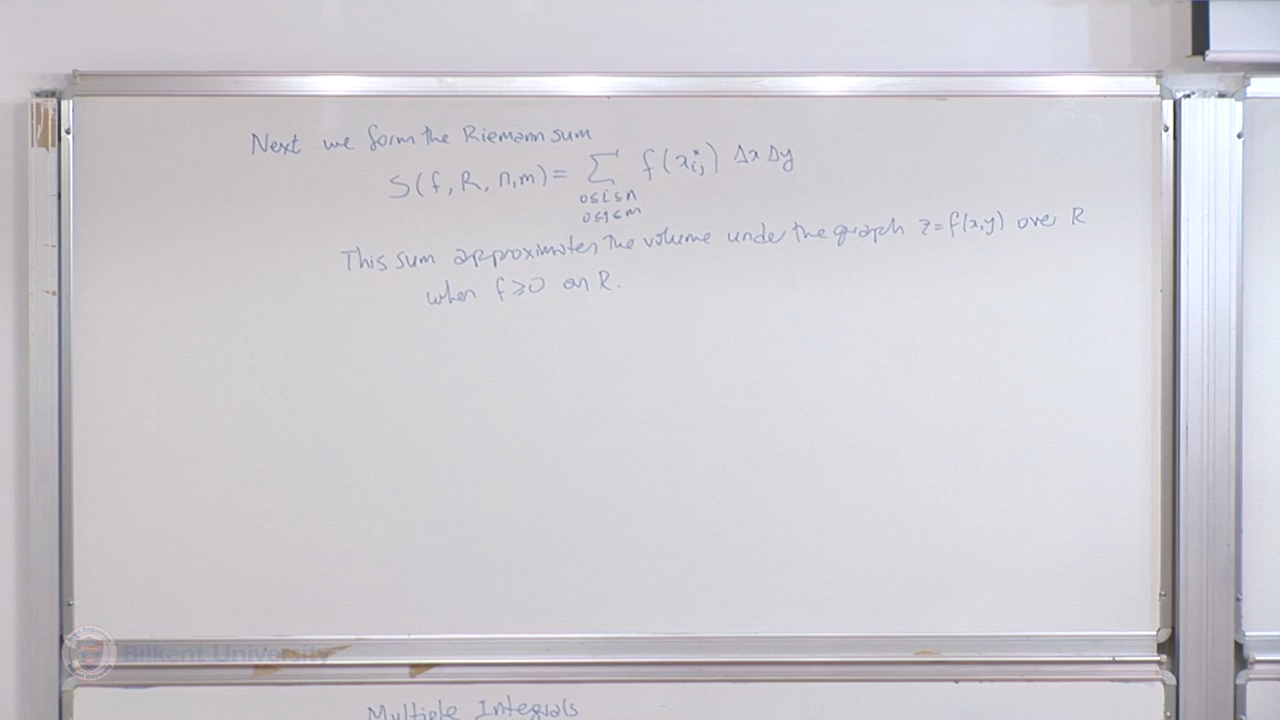 Next we form the Riemann sum
S(f, R, n, m) = ∑ f(x*ij) Δx Δy
0≤i≤n
0≤j≤m
This sum approximates the volume under the graph z=f(x,y) over R
when f≥0 on R.
Bilkent University
Multiple Integrals